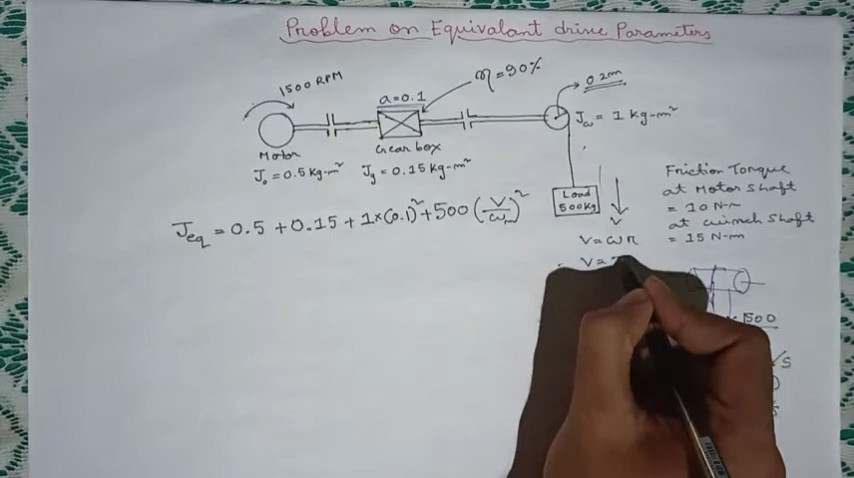 Problem on Equivalant drive Parameters
1500 RPM
a=0.1
η=90%
0.2m
Jω = 1 kg-m²
Motor
Gear box
J₀ = 0.5 Kg-m²
Jg = 0.15 Kg-m²
Load
500Kg
V
Friction Torque
at Motor Shaft
= 10 N-m
at winch Shaft
= 15 N-m
Jeq = 0.5 + 0.15 + 1×(0.1)² + 500 (V/ωm)²
V = ωr
V =
1500